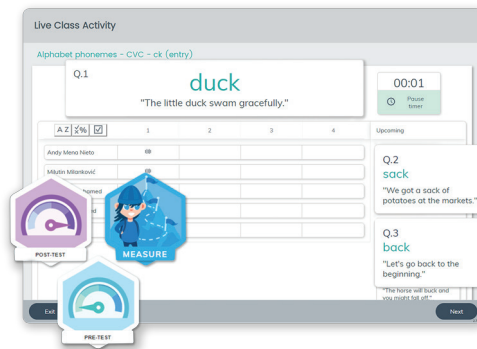 Live Class Activity
Alphabet phonemes - CVC - ck (entry)
Q.1
duck
"The little duck swam gracefully."
00:01
Pause
timer
A Z
%
1 2 3 4 Upcoming
Andy Mena Nieto
Milutin Milanković
Q.2
sack
"We got a sack of
potatoes at the markets."
Q.3
back
"Let's go back to the
beginning."
"The horse will buck and
you might fall off."
POST-TEST
MEASURE
PRE-TEST
Exit
Next